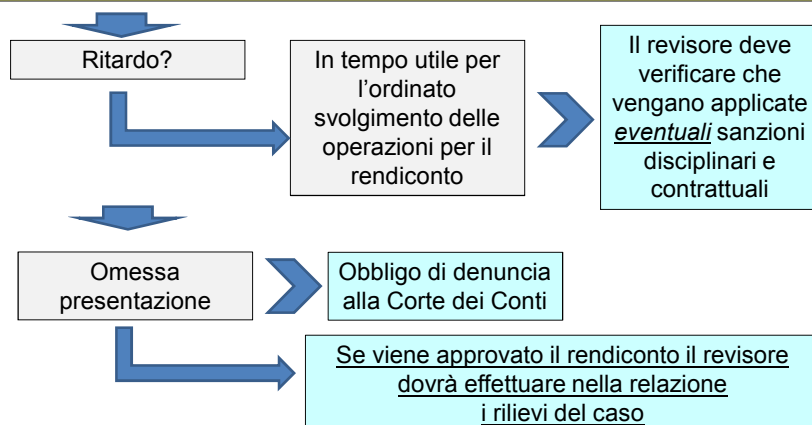 Ritardo?
In tempo utile per
l'ordinato
svolgimento delle
operazioni per il
rendiconto
Il revisore deve
verificare che
vengano applicate
eventuali sanzioni
disciplinari e
contrattuali
Omessa
presentazione
Obbligo di denuncia
alla Corte dei Conti
Se viene approvato il rendiconto il revisore
dovrà effettuare nella relazione
i rilievi del caso